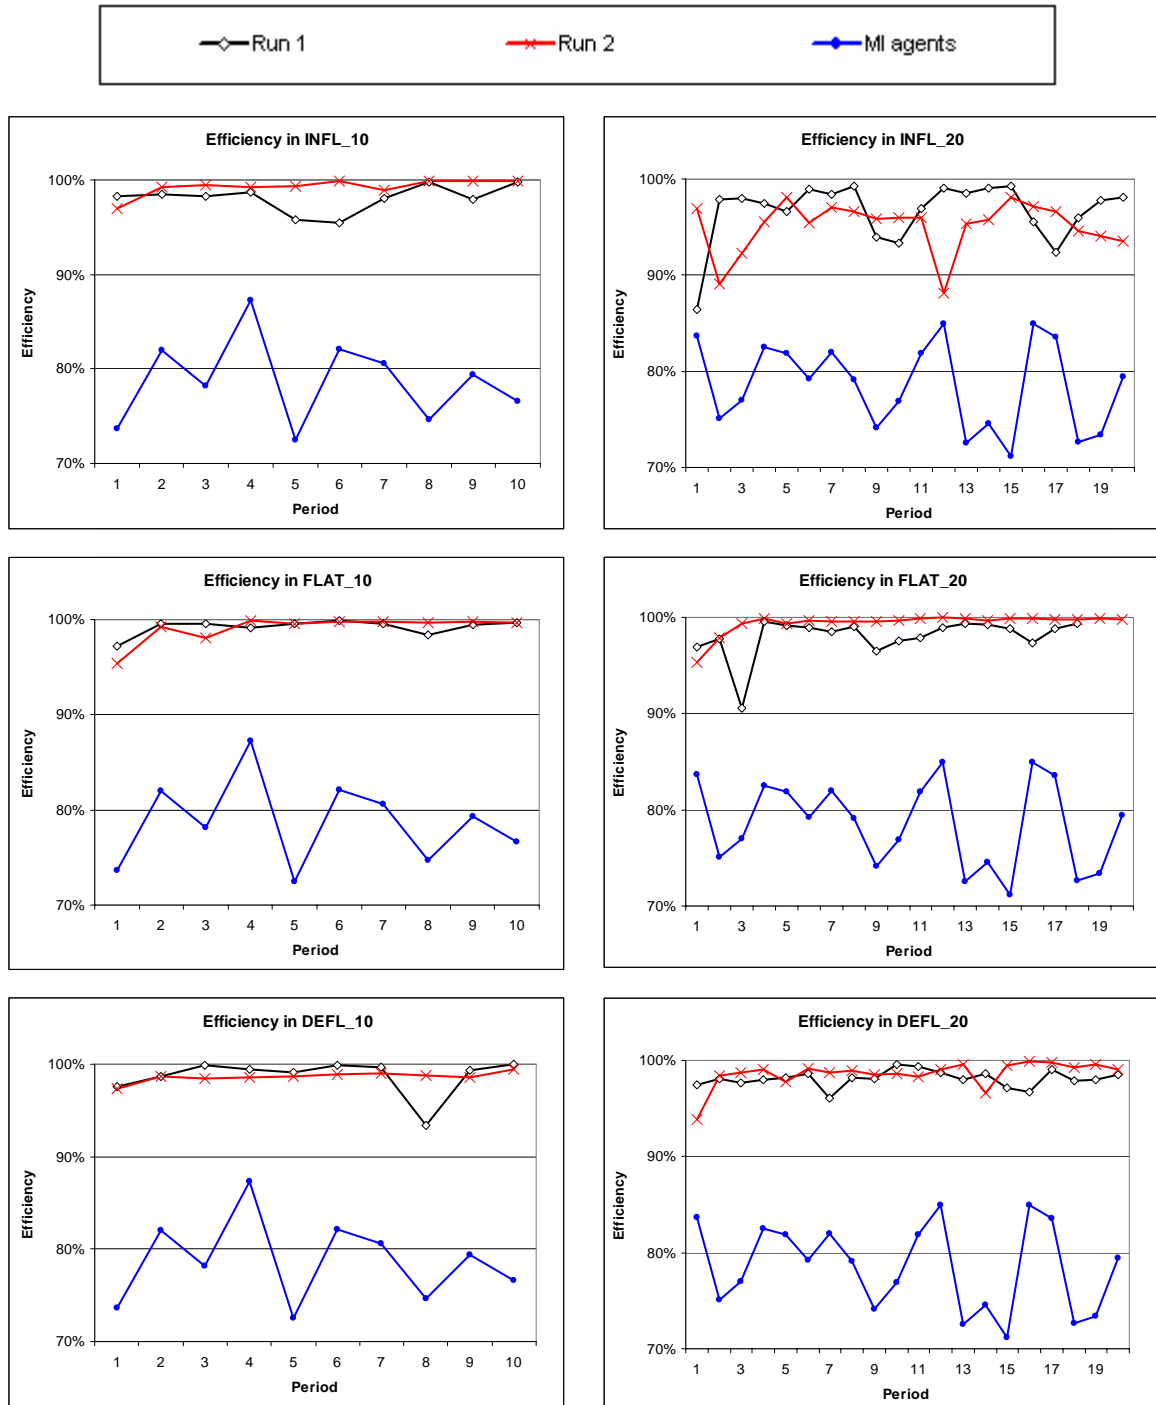 Run 1 Run 2 MI agents
Efficiency in INFL_10
100%
90%
80%
70%
Efficiency
1 2 3 4 5 6 7 8 9 10
Period
Efficiency in INFL_20
100%
90%
80%
70%
Efficiency
1 3 5 7 9 11 13 15 17 19
Period
Efficiency in FLAT_10
100%
90%
80%
70%
Efficiency
1 2 3 4 5 6 7 8 9 10
Period
Efficiency in FLAT_20
100%
90%
80%
70%
Efficiency
1 3 5 7 9 11 13 15 17 19
Period
Efficiency in DEFL_10
100%
90%
80%
70%
Efficiency
1 2 3 4 5 6 7 8 9 10
Period
Efficiency in DEFL_20
100%
90%
80%
70%
Efficiency
1 3 5 7 9 11 13 15 17 19
Period